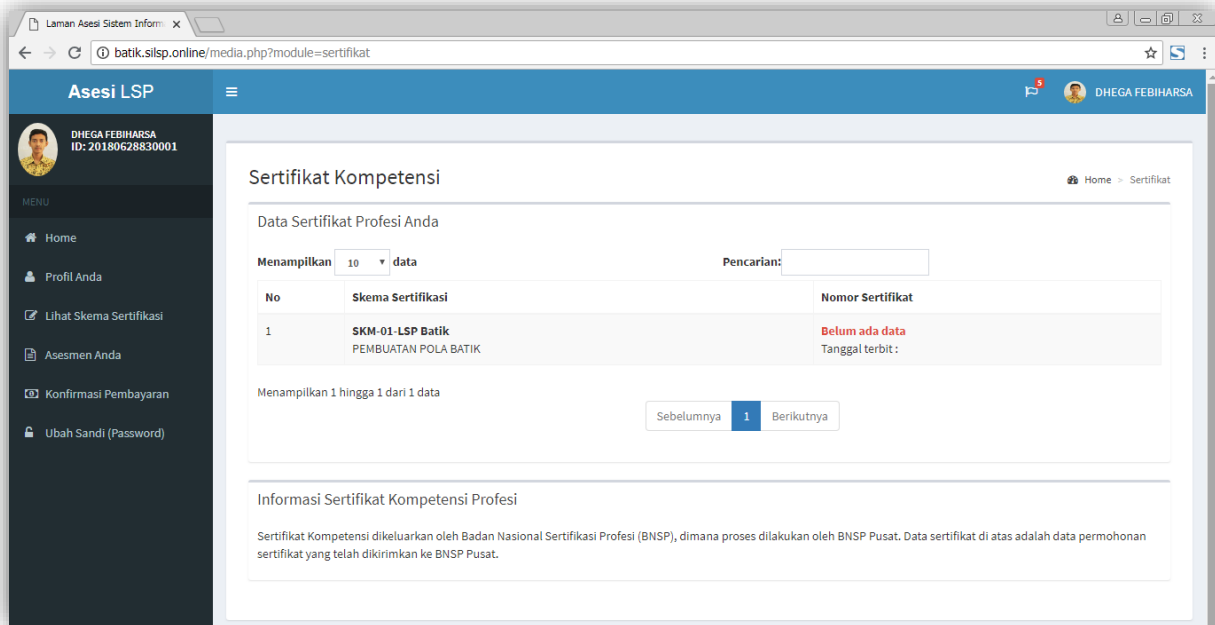 Laman Asesi Sistem Inform
batik.silsp.online/media.php?module=sertifikat
Asesi LSP
5
DHEGA FEBIHARSA
DHEGA FEBIHARSA
ID: 20180628830001
MENU
Home
Profil Anda
Lihat Skema Sertifikasi
Asesmen Anda
Konfirmasi Pembayaran
Ubah Sandi (Password)
Sertifikat Kompetensi
Home > Sertifikat
Data Sertifikat Profesi Anda
Menampilkan 10 data
Pencarian:
No Skema Sertifikasi Nomor Sertifikat
1 SKM-01-LSP Batik Belum ada data
PEMBUATAN POLA BATIK Tanggal terbit :
Menampilkan 1 hingga 1 dari 1 data
Sebelumnya 1 Berikutnya
Informasi Sertifikat Kompetensi Profesi
Sertifikat Kompetensi dikeluarkan oleh Badan Nasional Sertifikasi Profesi (BNSP), dimana proses dilakukan oleh BNSP Pusat. Data sertifikat di atas adalah data permohonan
sertifikat yang telah dikirimkan ke BNSP Pusat.